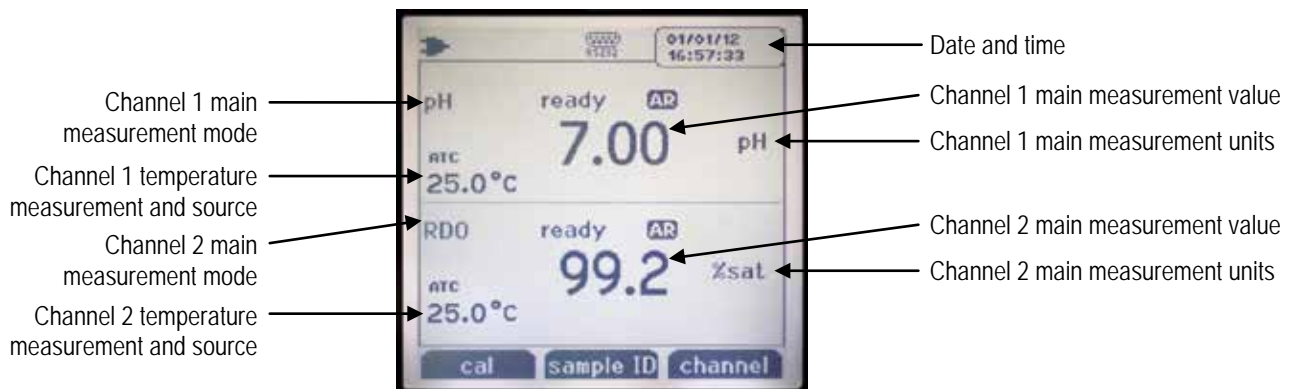 01/01/12
16:57:33
Date and time
Channel 1 main
measurement mode
pH
ready
AR
Channel 1 main measurement value
7.00
pH
Channel 1 main measurement units
ATC
25.0°C
Channel 1 temperature
measurement and source
Channel 2 main
measurement mode
RDO
ready
AR
Channel 2 main measurement value
99.2
%sat
Channel 2 main measurement units
ATC
25.0°C
Channel 2 temperature
measurement and source
cal
sample ID
channel